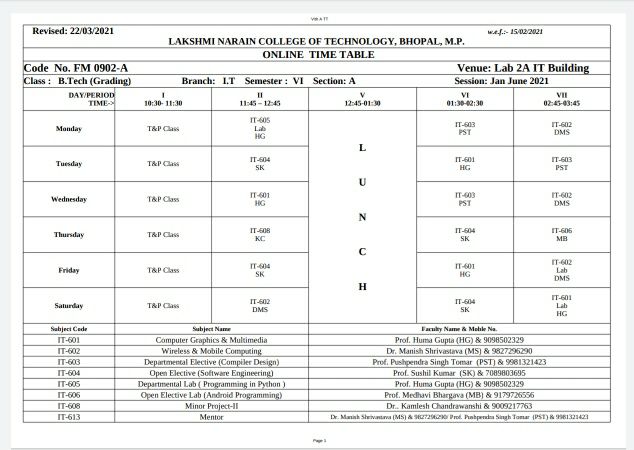 Vith A TT
Revised: 22/03/2021
w.e.f.:- 15/02/2021
LAKSHMI NARAIN COLLEGE OF TECHNOLOGY, BHOPAL, M.P.
ONLINE TIME TABLE
Code No. FM 0902-A Venue: Lab 2A IT Building
Class : B.Tech (Grading) Branch: I.T Semester : VI Section: A Session: Jan June 2021
DAY/PERIOD I II V VI VII
TIME-> 10:30- 11:30 11:45 – 12:45 12:45-01:30 01:30-02:30 02:45-03:45
Monday T&P Class IT-605 Lab HG IT-603 PST IT-602 DMS
L
Tuesday T&P Class IT-604 SK IT-601 HG IT-603 PST
U
Wednesday T&P Class IT-601 HG IT-603 PST IT-602 DMS
N
Thursday T&P Class IT-608 KC IT-604 SK IT-606 MB
C
Friday T&P Class IT-604 SK IT-601 HG IT-602 Lab DMS
H
Saturday T&P Class IT-602 DMS IT-604 SK IT-601 Lab HG
Subject Code Subject Name Faculty Name & Moble No.
IT-601 Computer Graphics & Multimedia Prof. Huma Gupta (HG) & 9098502329
IT-602 Wireless & Mobile Computing Dr. Manish Shrivastava (MS) & 9827296290
IT-603 Departmental Elective (Compiler Design) Prof. Pushpendra Singh Tomar (PST) & 9981321423
IT-604 Open Elective (Software Engineering) Prof. Sushil Kumar (SK) & 7089803695
IT-605 Departmental Lab ( Programming in Python ) Prof. Huma Gupta (HG) & 9098502329
IT-606 Open Elective Lab (Android Programming) Prof. Medhavi Bhargava (MB) & 9179726556
IT-608 Minor Project-II Dr.. Kamlesh Chandrawanshi & 9009217763
IT-613 Mentor Dr. Manish Shrivastava (MS) & 9827296290/ Prof. Pushpendra Singh Tomar (PST) & 9981321423
Page 1